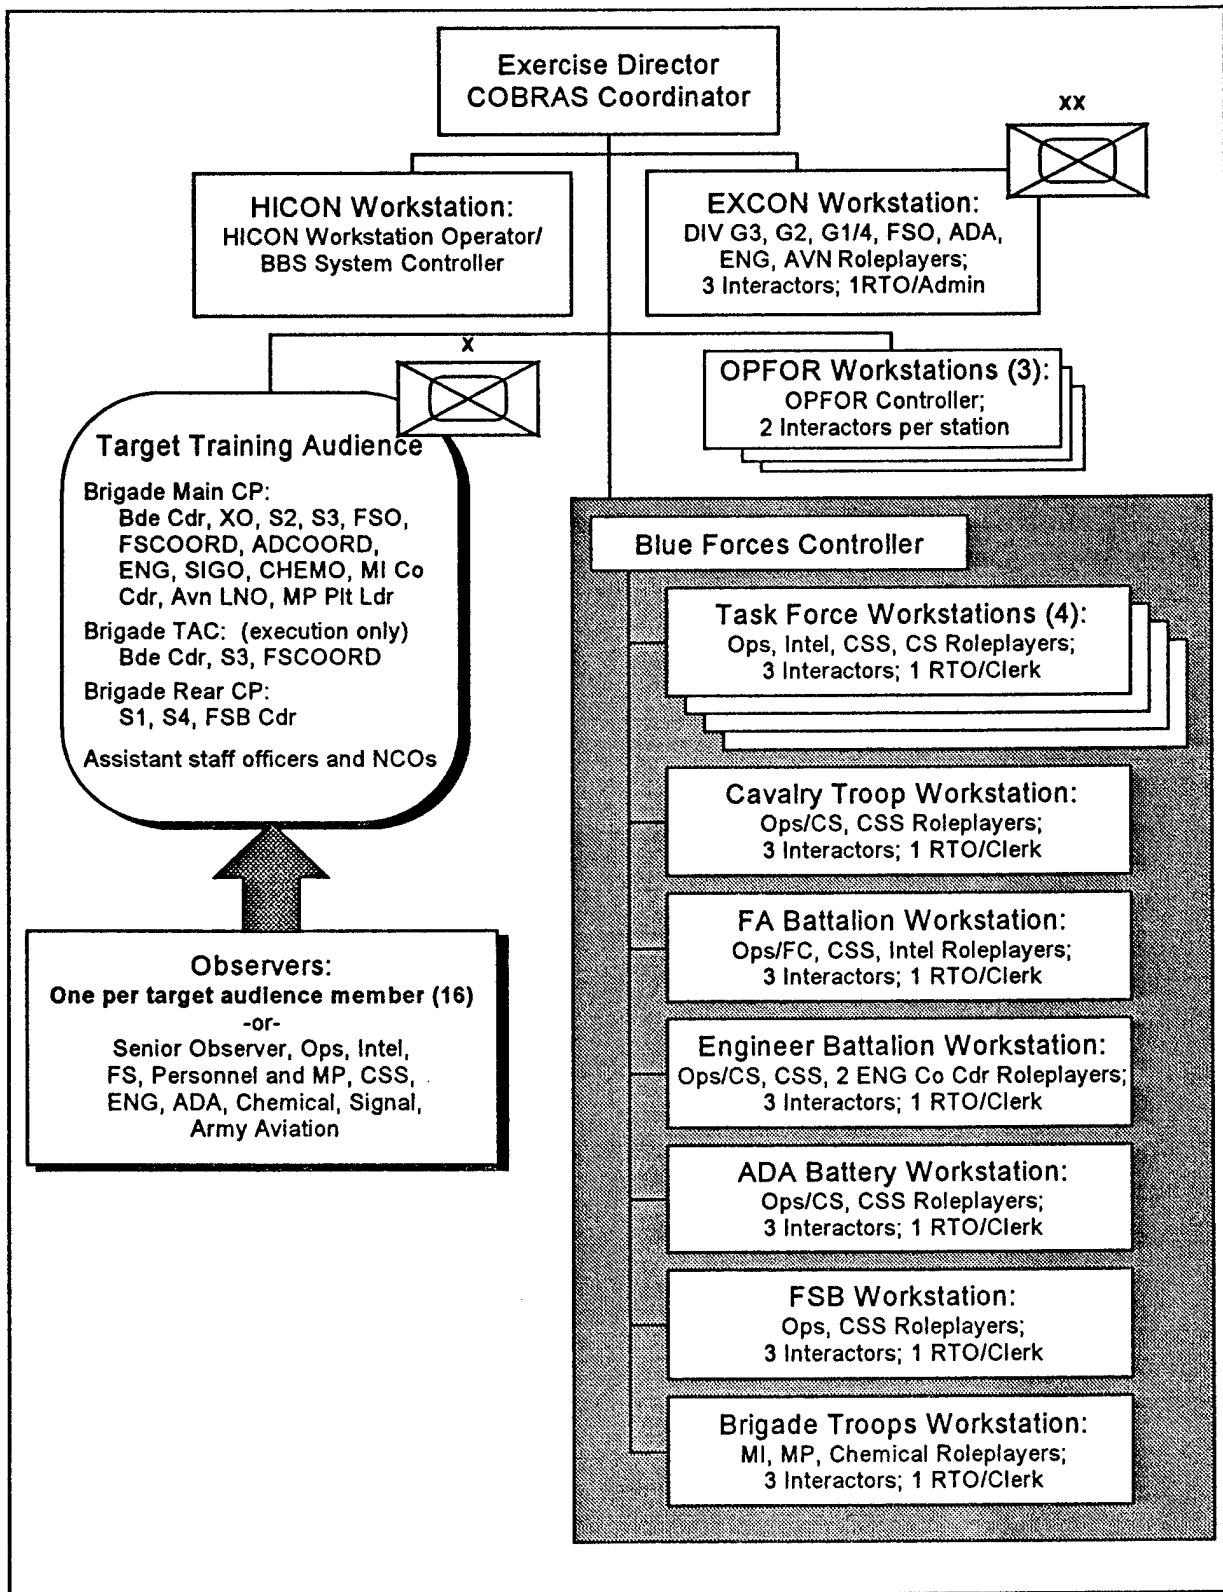 Exercise Director
COBRAS Coordinator
XX
HICON Workstation:
HICON Workstation Operator/
BBS System Controller
EXCON Workstation:
DIV G3, G2, G1/4, FSO, ADA,
ENG, AVN Roleplayers;
3 Interactors; 1RTO/Admin
X
Target Training Audience
Brigade Main CP:
Bde Cdr, XO, S2, S3, FSO,
FSCOORD, ADCOORD,
ENG, SIGO, CHEMO, MI Co
Cdr, Avn LNO, MP Plt Ldr
Brigade TAC: (execution only)
Bde Cdr, S3, FSCOORD
Brigade Rear CP:
S1, S4, FSB Cdr
Assistant staff officers and NCOs
OPFOR Workstations (3):
OPFOR Controller;
2 Interactors per station
Observers:
One per target audience member (16)
-or-
Senior Observer, Ops, Intel,
FS, Personnel and MP, CSS,
ENG, ADA, Chemical, Signal,
Army Aviation
Blue Forces Controller
Task Force Workstations (4):
Ops, Intel, CSS, CS Roleplayers;
3 Interactors; 1 RTO/Clerk
Cavalry Troop Workstation:
Ops/CS, CSS Roleplayers;
3 Interactors; 1 RTO/Clerk
FA Battalion Workstation:
Ops/FC, CSS, Intel Roleplayers;
3 Interactors; 1 RTO/Clerk
Engineer Battalion Workstation:
Ops/CS, CSS, 2 ENG Co Cdr Roleplayers;
3 Interactors; 1 RTO/Clerk
ADA Battery Workstation:
Ops/CS, CSS Roleplayers;
3 Interactors; 1 RTO/Clerk
FSB Workstation:
Ops, CSS Roleplayers;
3 Interactors; 1 RTO/Clerk
Brigade Troops Workstation:
MI, MP, Chemical Roleplayers;
3 Interactors; 1 RTO/Clerk